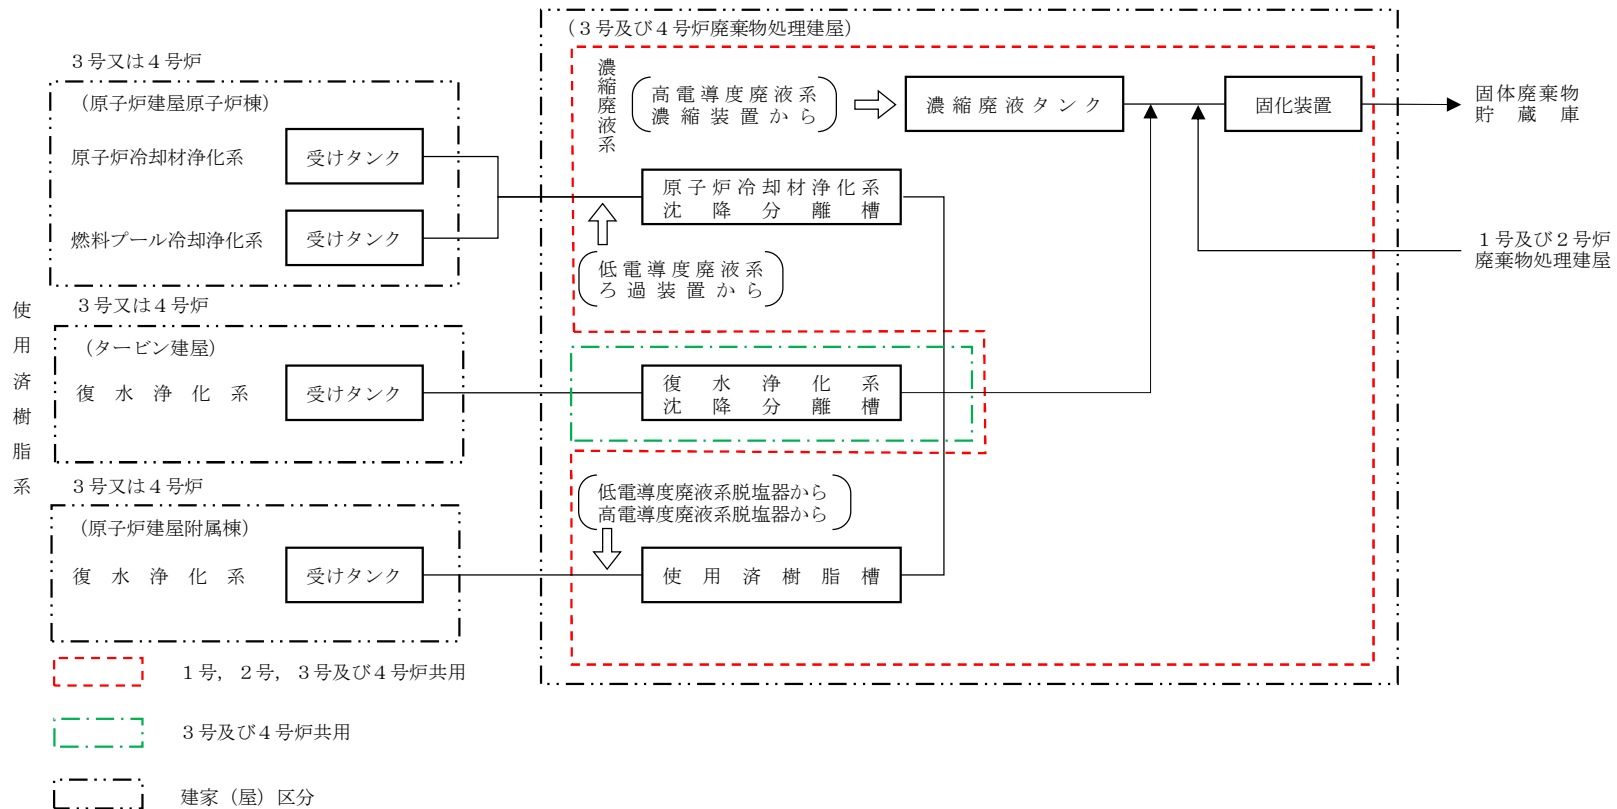 (３号及び４号炉廃棄物処理建屋)
３号又は４号炉
(原子炉建屋原子炉棟)
原子炉冷却材浄化系
受けタンク
燃料プール冷却浄化系
受けタンク
濃縮廃液系
高電導度廃液系
濃縮装置から
濃縮廃液タンク
固化装置
固体廃棄物
貯蔵庫
原子炉冷却材浄化系
沈降分離槽
低電導度廃液系
ろ過装置から
１号及び２号炉
廃棄物処理建屋
使用済樹脂系
３号又は４号炉
(タービン建屋)
復水浄化系
受けタンク
復水浄化系
沈降分離槽
３号又は４号炉
(原子炉建屋附属棟)
復水浄化系
受けタンク
低電導度廃液系脱塩器から
高電導度廃液系脱塩器から
使用済樹脂槽
１号，２号，３号及び４号炉共用
３号及び４号炉共用
建家（屋）区分